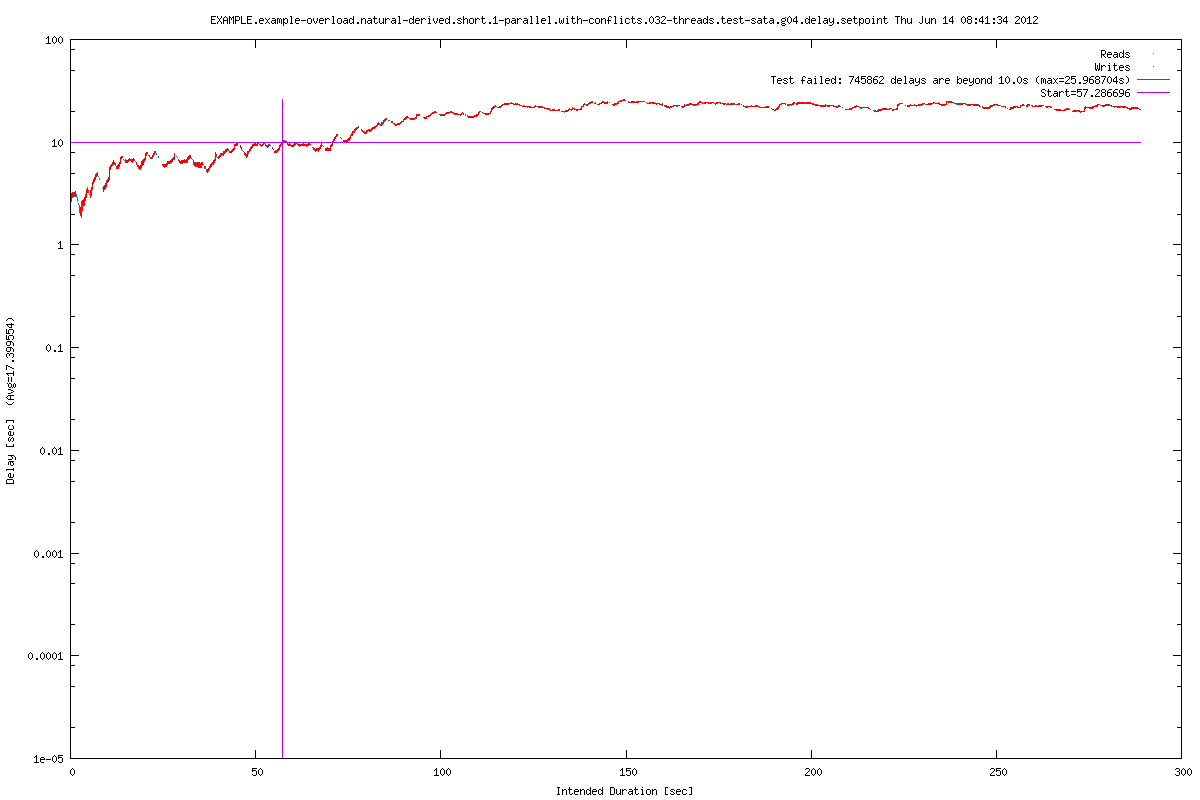 EXAMPLE.example-overload.natural-derived.short.1-parallel.with-conflicts.032-threads.test-sata.g04.delay.setpoint Thu Jun 14 08:41:34 2012
Reads
Writes
Test failed: 745862 delays are beyond 10.0s (max=25.968704s)
Start=57.286696
100
10
1
0.1
0.01
0.001
0.0001
1e-05
Delay [sec] (Avg=17.399554)
0 50 100 150 200 250 300
Intended Duration [sec]